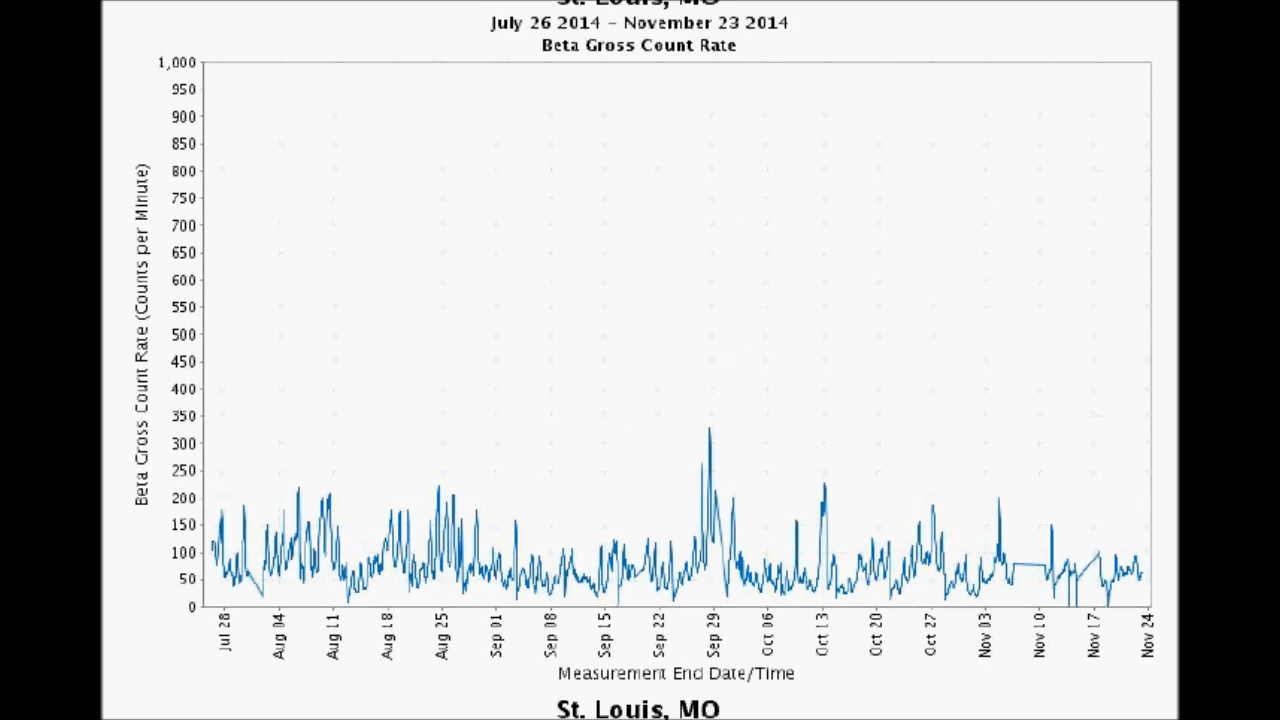 St. Louis, MO
July 26 2014 - November 23 2014
Beta Gross Count Rate
1,000
950
900
850
800
750
700
650
600
550
500
450
400
350
300
250
200
150
100
50
0
Beta Gross Count Rate (Counts per Minute)
Jul 28
Aug 04
Aug 11
Aug 18
Aug 25
Sep 01
Sep 08
Sep 15
Sep 22
Sep 29
Oct 06
Oct 13
Oct 20
Oct 27
Nov 03
Nov 10
Nov 17
Nov 24
Measurement End Date/Time
St. Louis, MO